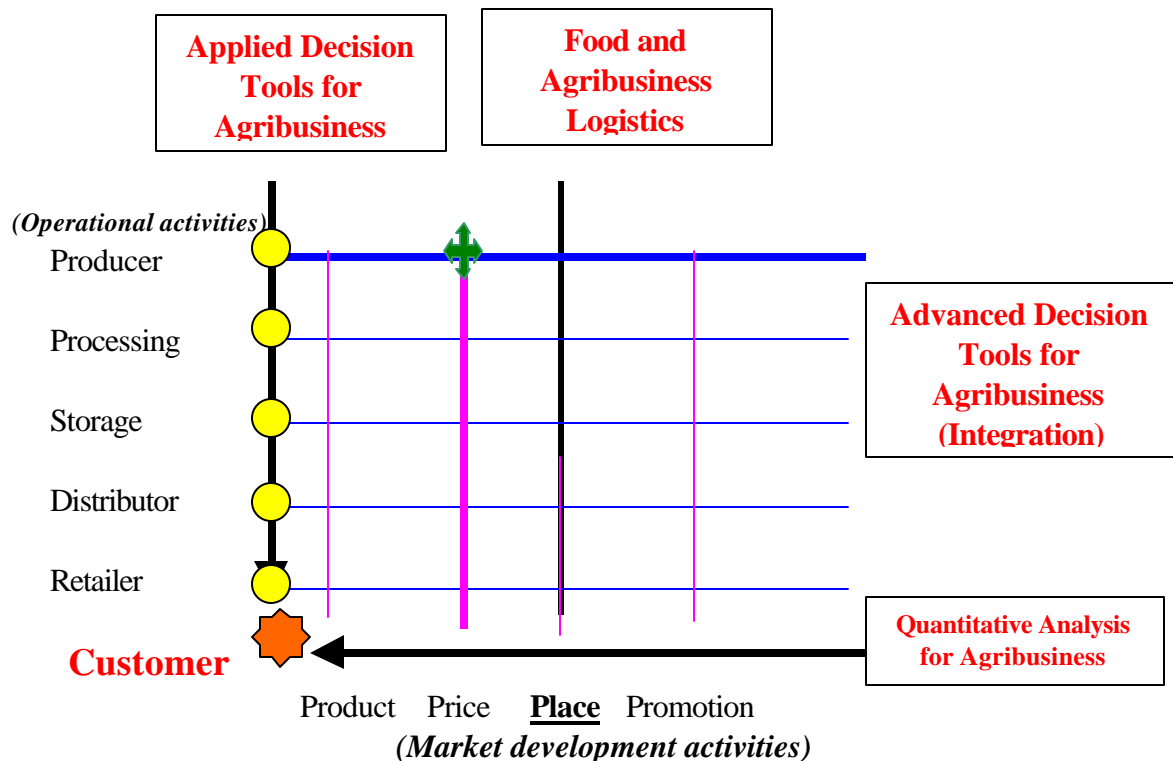 Applied Decision
Tools for
Agribusiness
Food and
Agribusiness
Logistics
(Operational activities)
Producer
Processing
Storage
Distributor
Retailer
Customer
Advanced Decision
Tools for
Agribusiness
(Integration)
Quantitative Analysis
for Agribusiness
Product Price Place Promotion
(Market development activities)